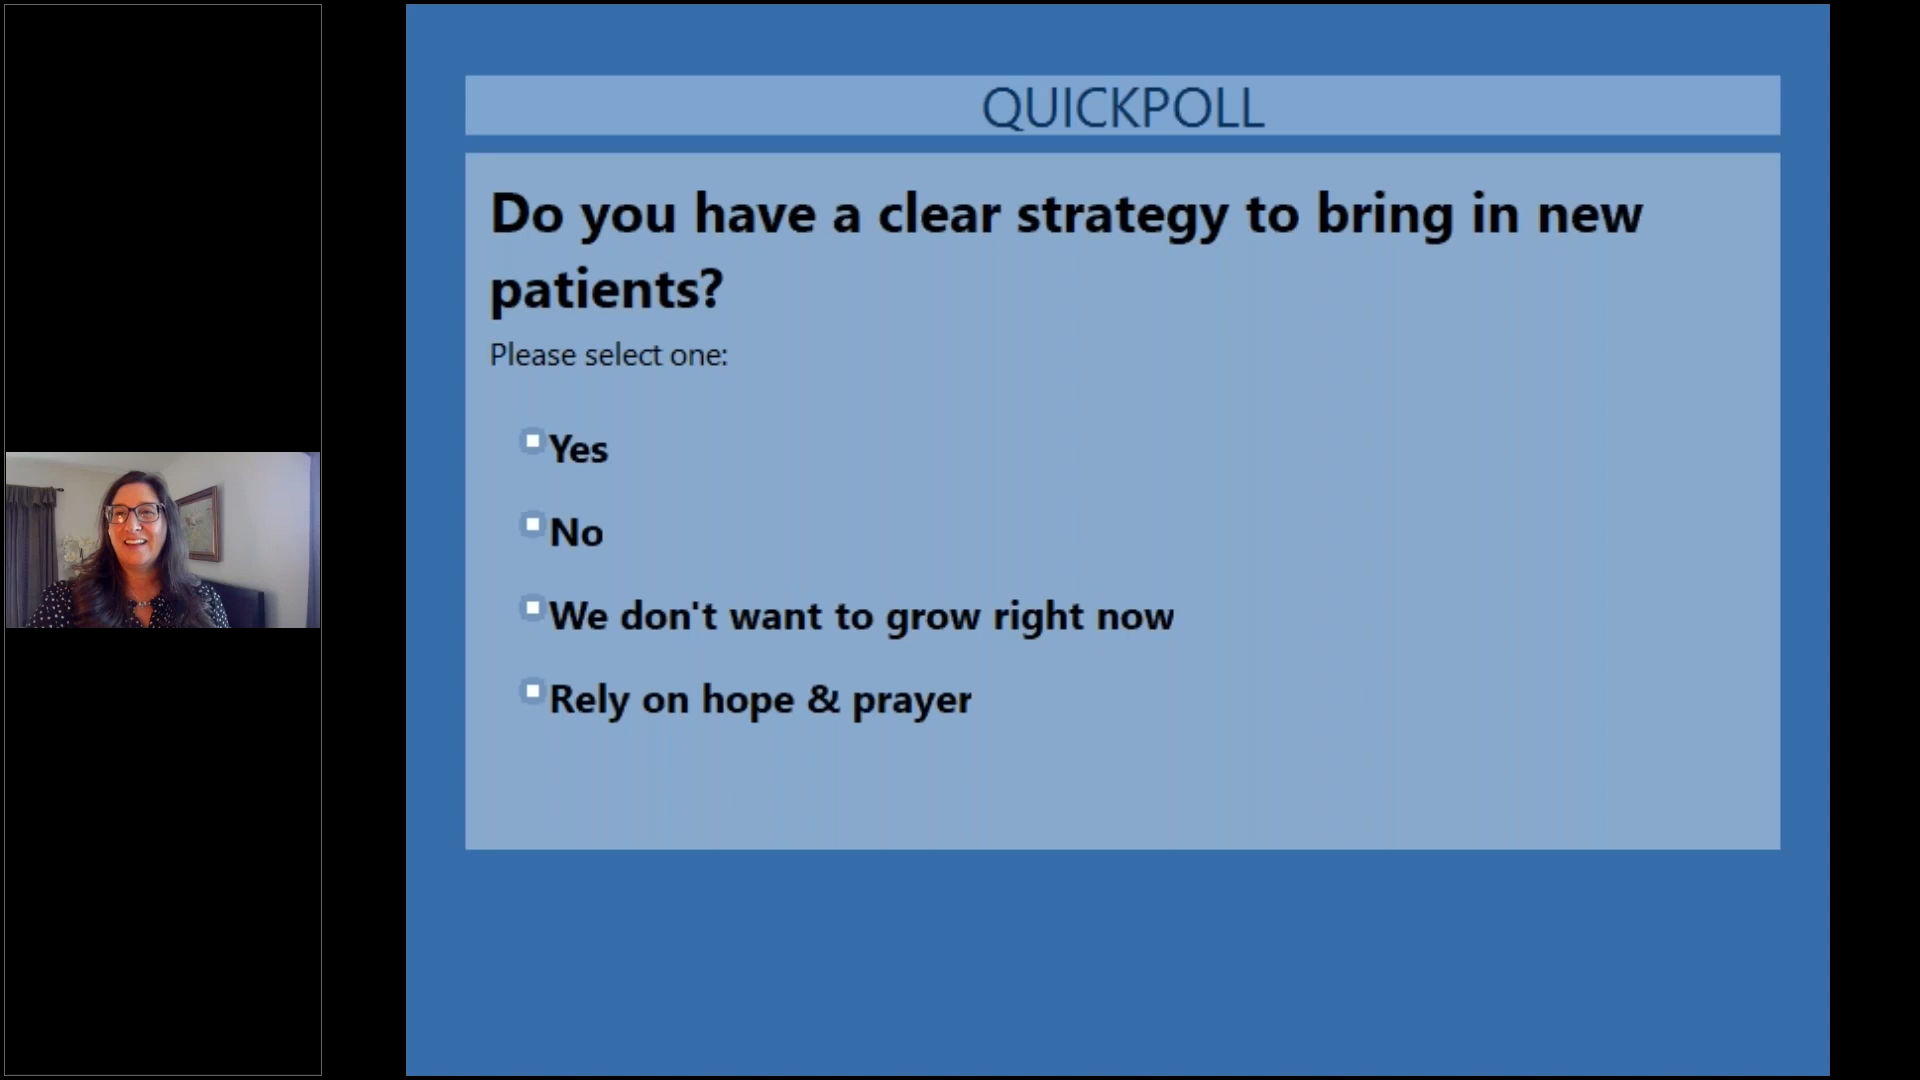 QUICKPOLL
Do you have a clear strategy to bring in new
patients?
Please select one:
Yes
No
We don't want to grow right now
Rely on hope & prayer